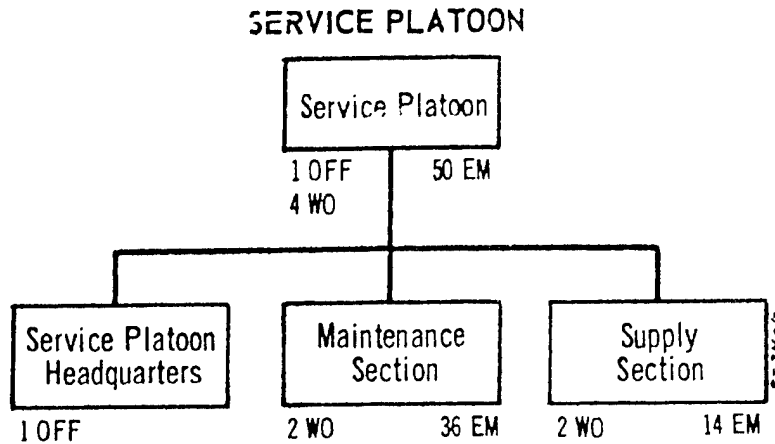 SERVICE PLATOON
Service Platoon
1 OFF 50 EM
4 WO
Service Platoon
Headquarters
1 OFF
Maintenance
Section
2 WO 36 EM
Supply
Section
2 WO 14 EM